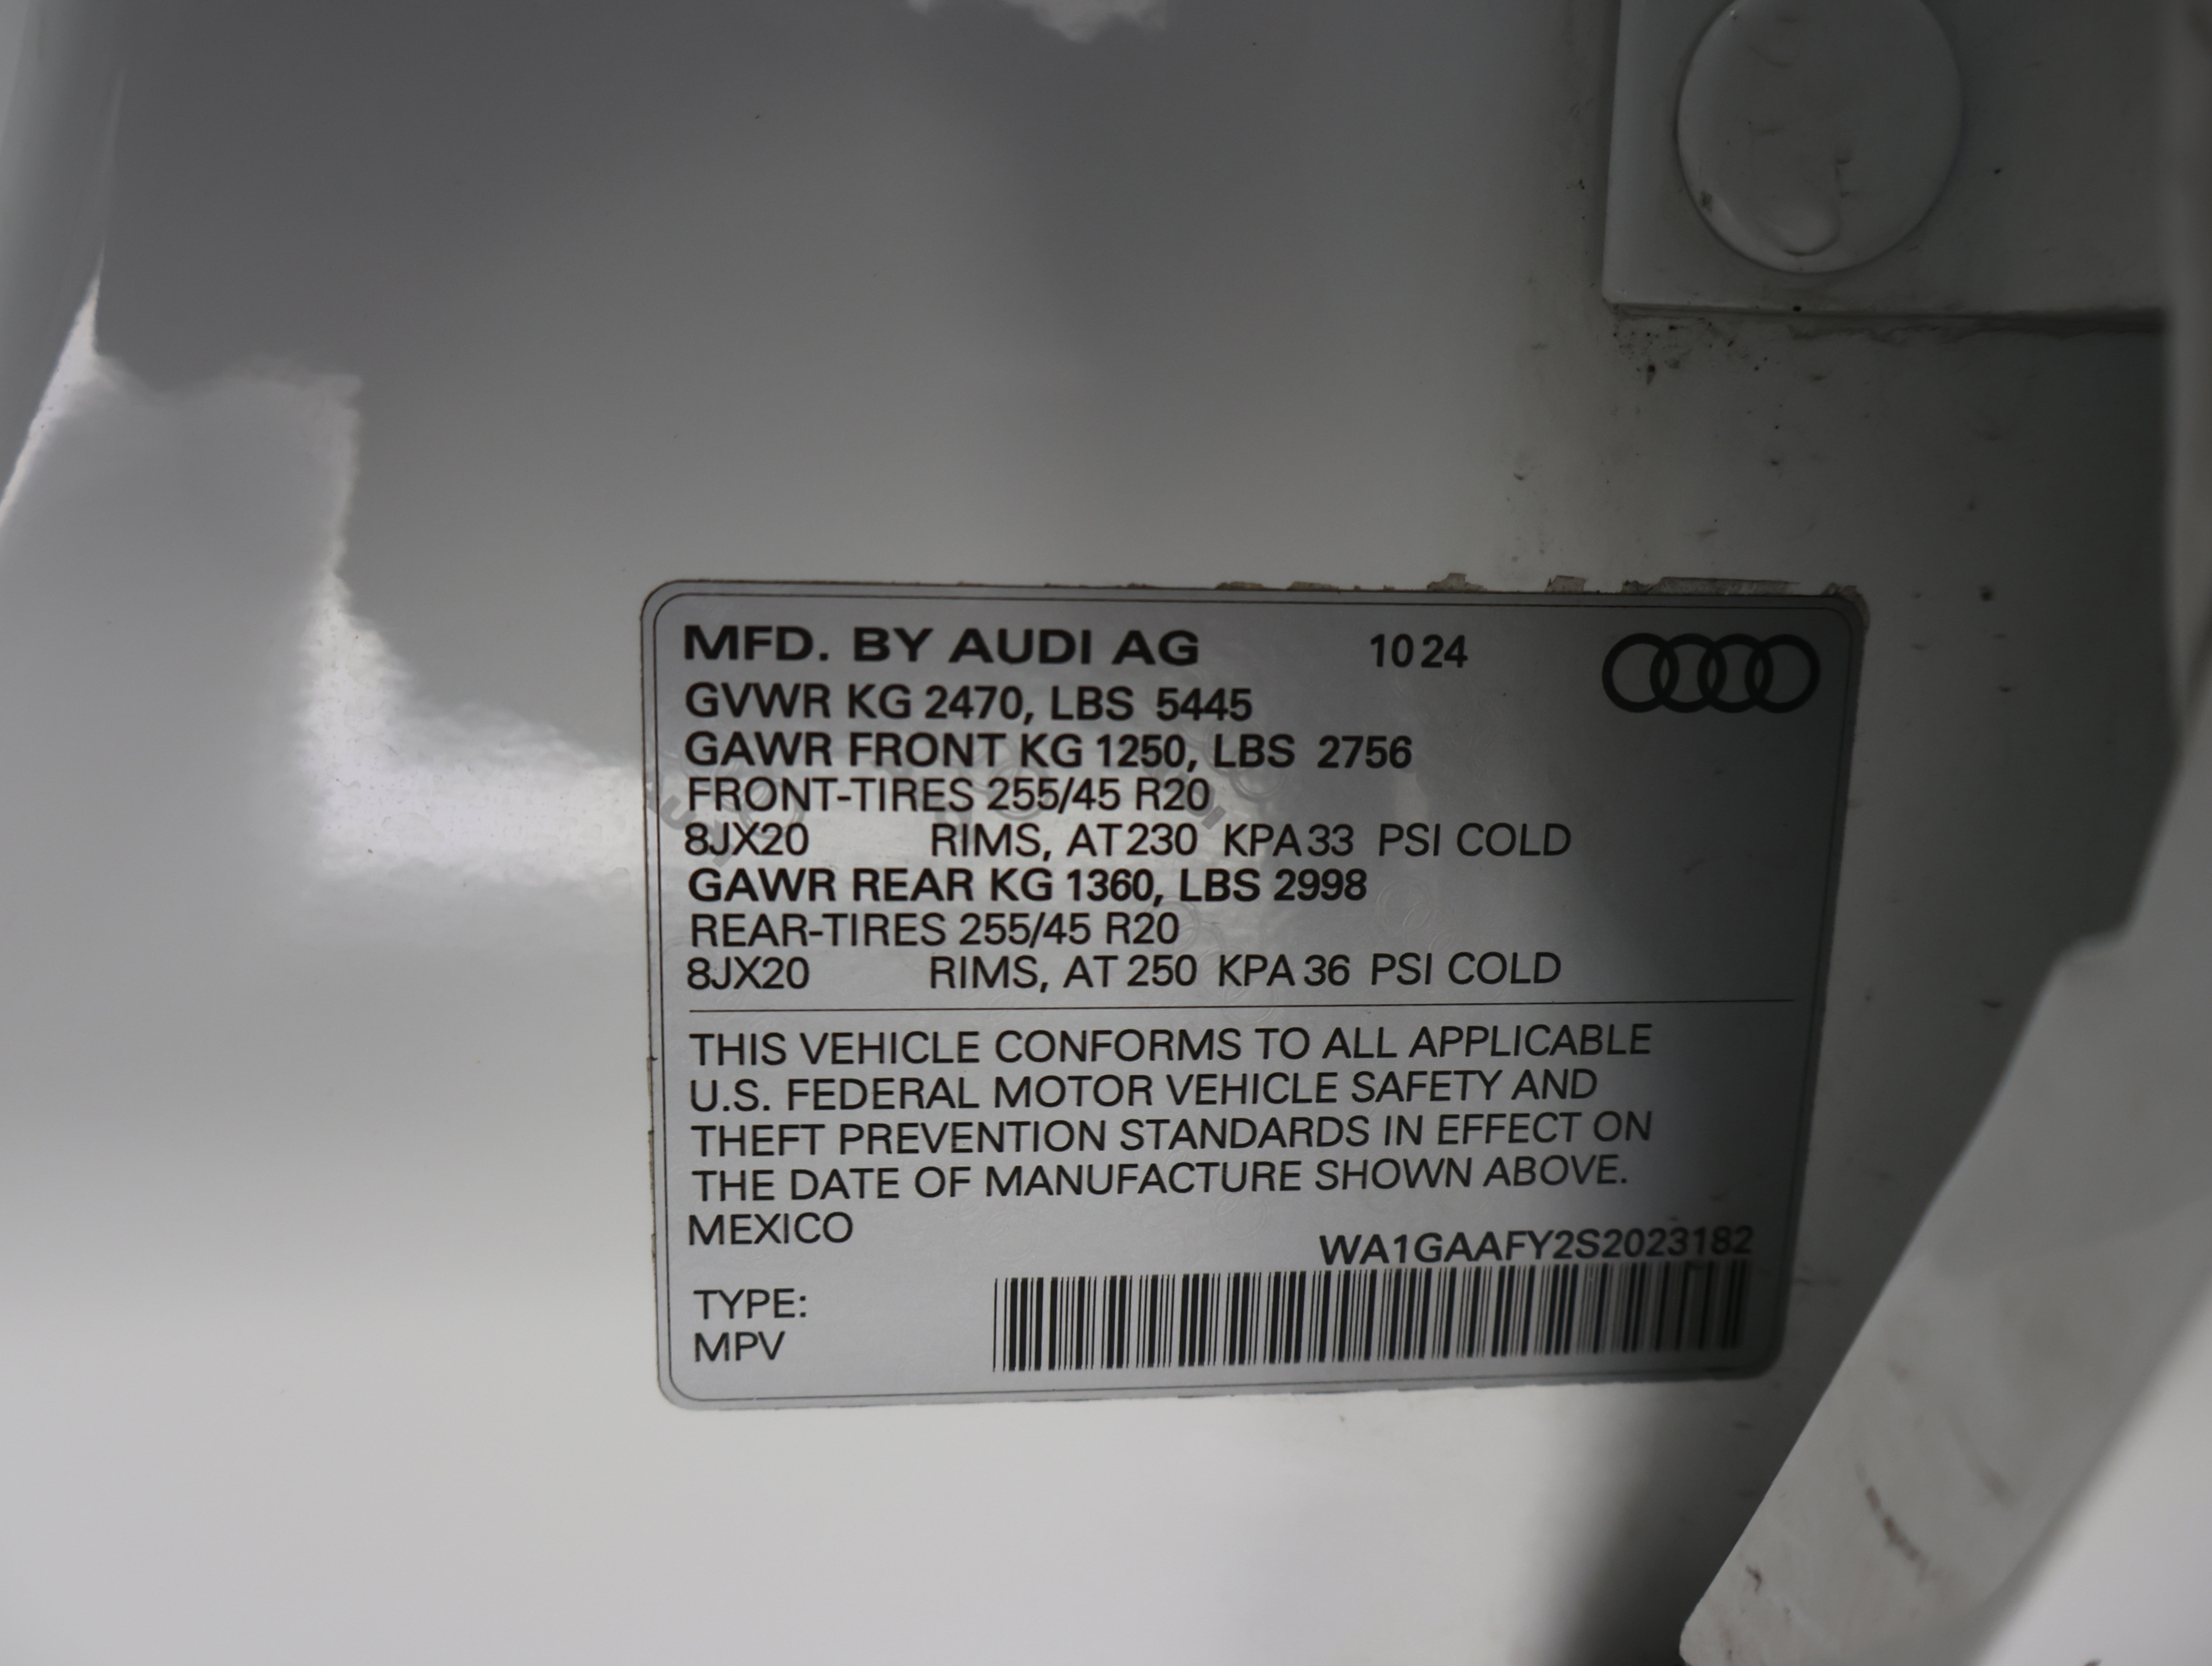 MFD. BY AUDI AG 10 24
GVWR KG 2470, LBS 5445
GAWR FRONT KG 1250, LBS 2756
FRONT-TIRES 255/45 R20
8JX20 RIMS, AT 230 KPA 33 PSI COLD
GAWR REAR KG 1360, LBS 2998
REAR-TIRES 255/45 R20
8JX20 RIMS, AT 250 KPA 36 PSI COLD
THIS VEHICLE CONFORMS TO ALL APPLICABLE
U.S. FEDERAL MOTOR VEHICLE SAFETY AND
THEFT PREVENTION STANDARDS IN EFFECT ON
THE DATE OF MANUFACTURE SHOWN ABOVE.
MEXICO
WA1GAAFY2S2023182
TYPE:
MPV